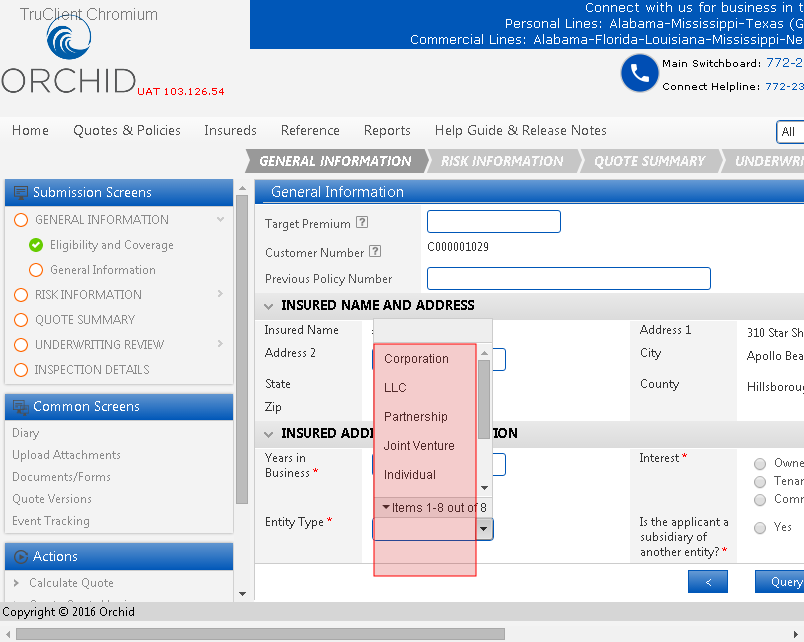 TruClient Chromium
Connect with us for business in t
Personal Lines: Alabama-Mississippi-Texas (G
Commercial Lines: Alabama-Florida-Louisiana-Mississippi-Ne
ORCHID
UAT 103.126.54
Main Switchboard: 772-2
Connect Helpline: 772-23
Home Quotes & Policies Insureds Reference Reports Help Guide & Release Notes All
GENERAL INFORMATION RISK INFORMATION QUOTE SUMMARY UNDERWRI
Submission Screens
GENERAL INFORMATION
Eligibility and Coverage
General Information
RISK INFORMATION
QUOTE SUMMARY
UNDERWRITING REVIEW
INSPECTION DETAILS
Common Screens
Diary
Upload Attachments
Documents/Forms
Quote Versions
Event Tracking
Actions
Calculate Quote
General Information
Target Premium ?
Customer Number ? C000001029
Previous Policy Number
INSURED NAME AND ADDRESS
Insured Name :
Address 1 310 Star Sh
Address 2
City Apollo Bea
State
County Hillsborou
Zip
Corporation
LLC
Partnership
Joint Venture
Individual
Items 1-8 out of 8
INSURED ADDI TION
Years in
Business *
Interest *
Owne
Tenan
Comm
Entity Type *
Is the applicant a
subsidiary of
another entity? *
Yes
< Query
Copyright © 2016 Orchid